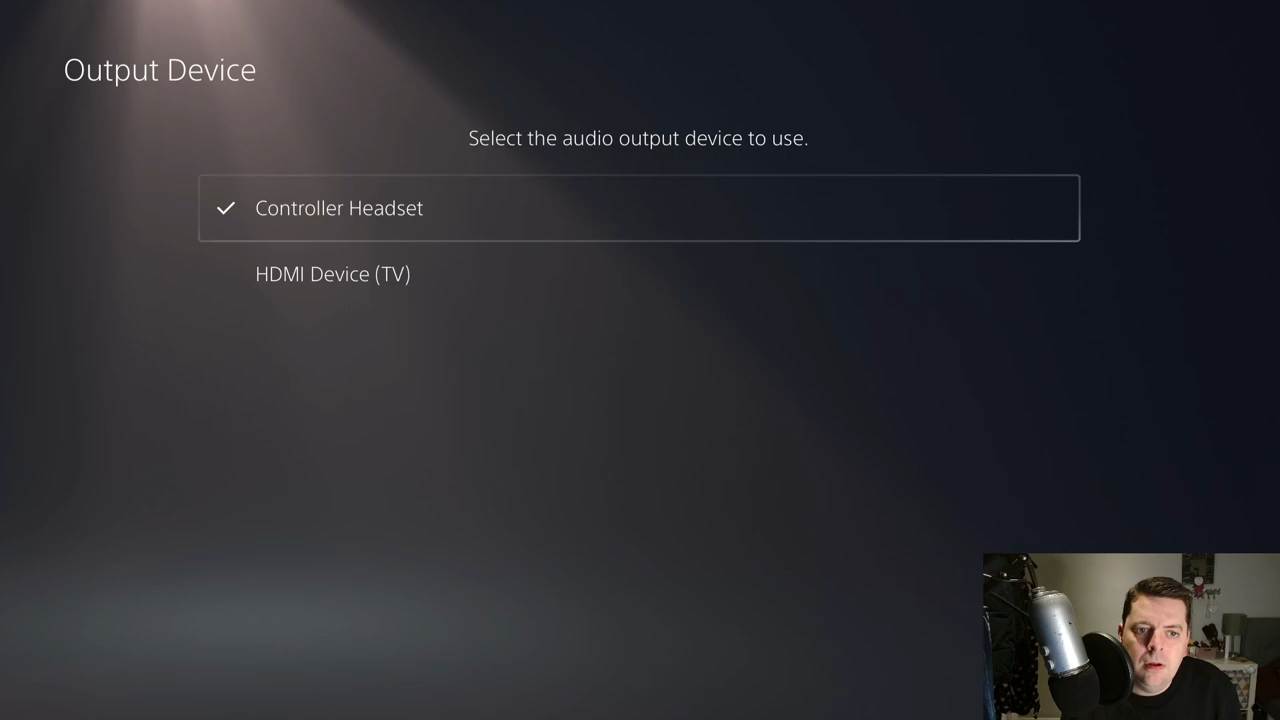 Output Device
Select the audio output device to use.
Controller Headset
HDMI Device (TV)